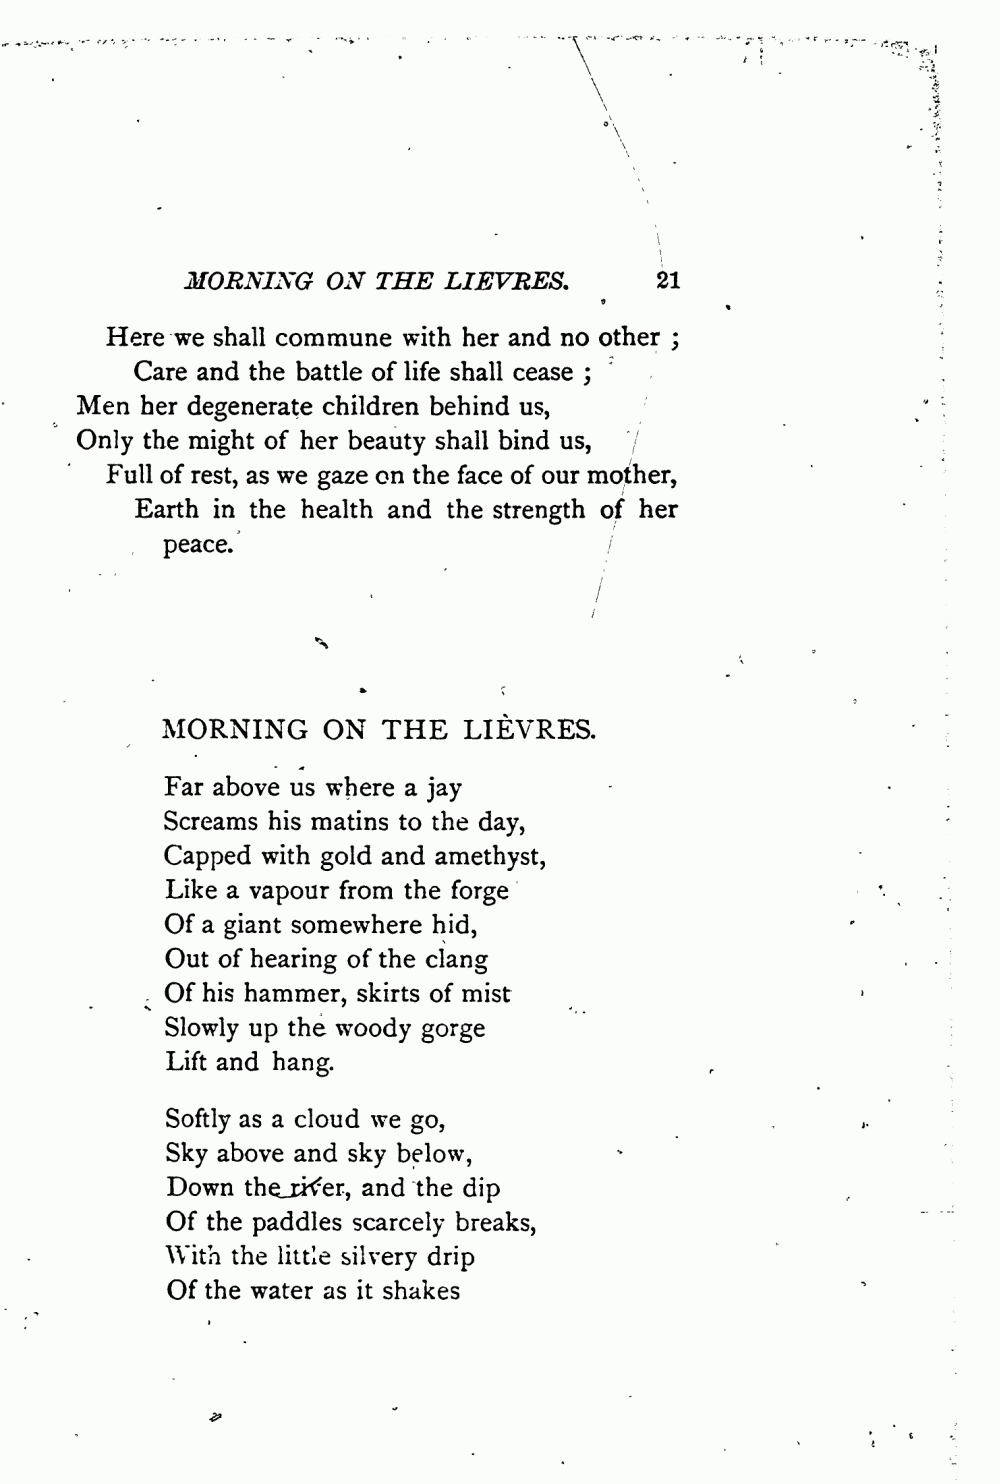 MORNING ON THE LIEVRES. 21
Here we shall commune with her and no other ;
Care and the battle of life shall cease ;
Men her degenerate children behind us,
Only the might of her beauty shall bind us,
Full of rest, as we gaze on the face of our mother,
Earth in the health and the strength of her
peace.
MORNING ON THE LIÈVRES.
Far above us where a jay
Screams his matins to the day,
Capped with gold and amethyst,
Like a vapour from the forge
Of a giant somewhere hid,
Out of hearing of the clang
Of his hammer, skirts of mist
Slowly up the woody gorge
Lift and hang.
Softly as a cloud we go,
Sky above and sky below,
Down the river, and the dip
Of the paddles scarcely breaks,
With the little silvery drip
Of the water as it shakes